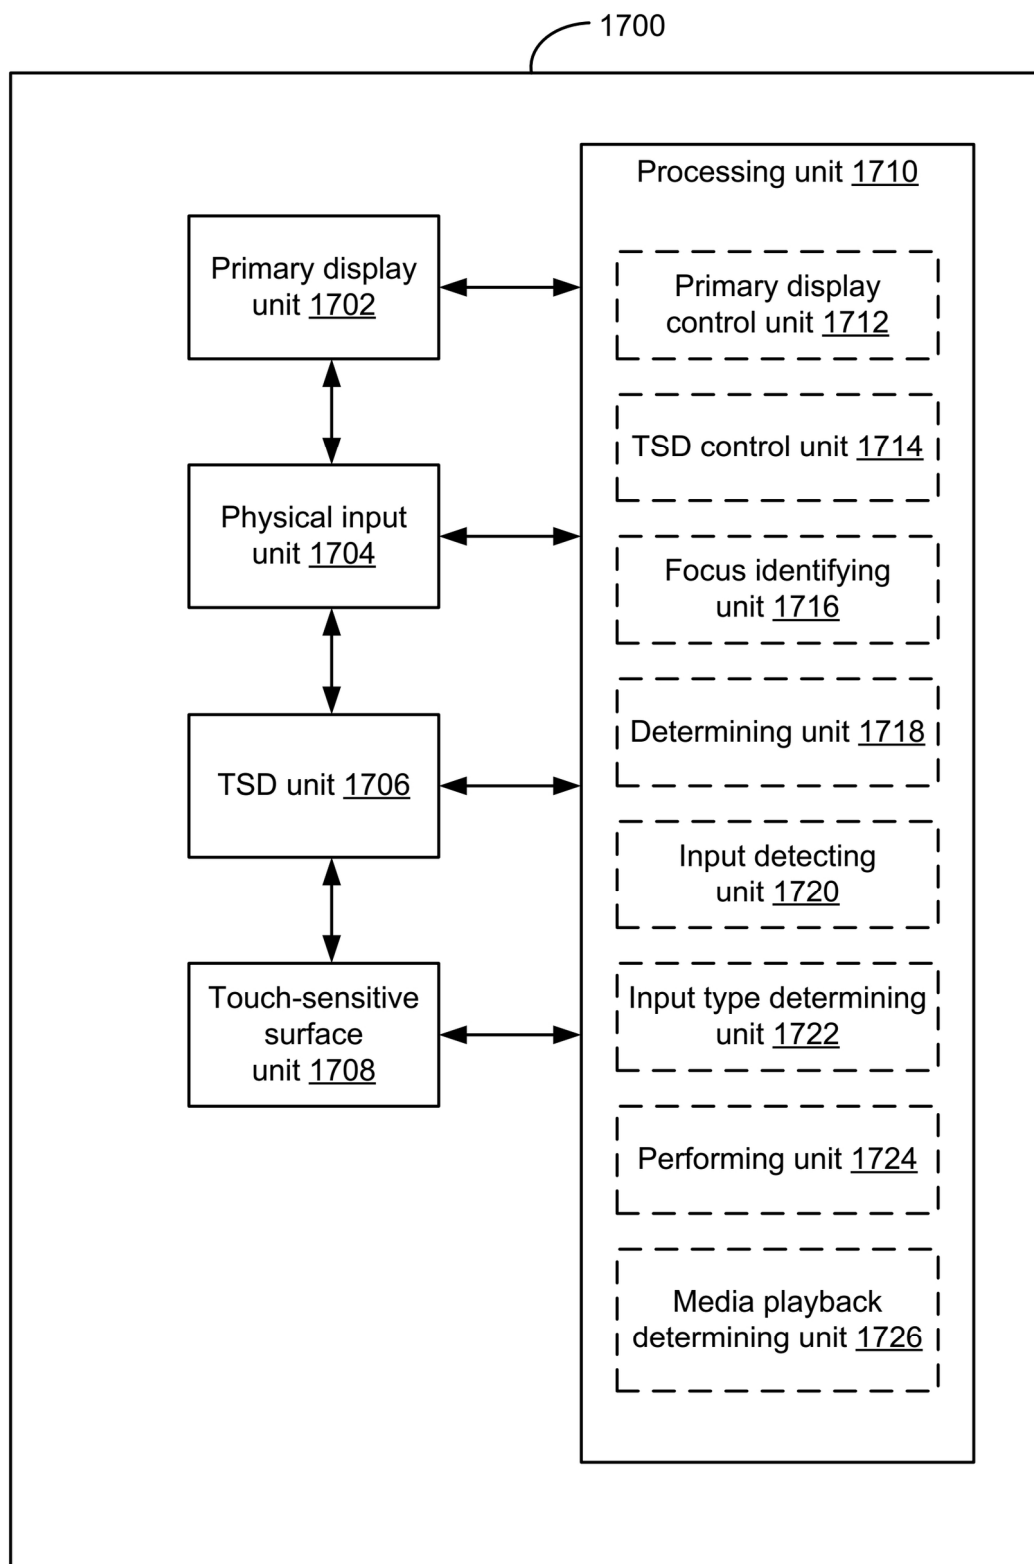 1700
Processing unit 1710
Primary display
unit 1702
Physical input
unit 1704
TSD unit 1706
Touch-sensitive
surface
unit 1708
Primary display
control unit 1712
TSD control unit 1714
Focus identifying
unit 1716
Determining unit 1718
Input detecting
unit 1720
Input type determining
unit 1722
Performing unit 1724
Media playback
determining unit 1726